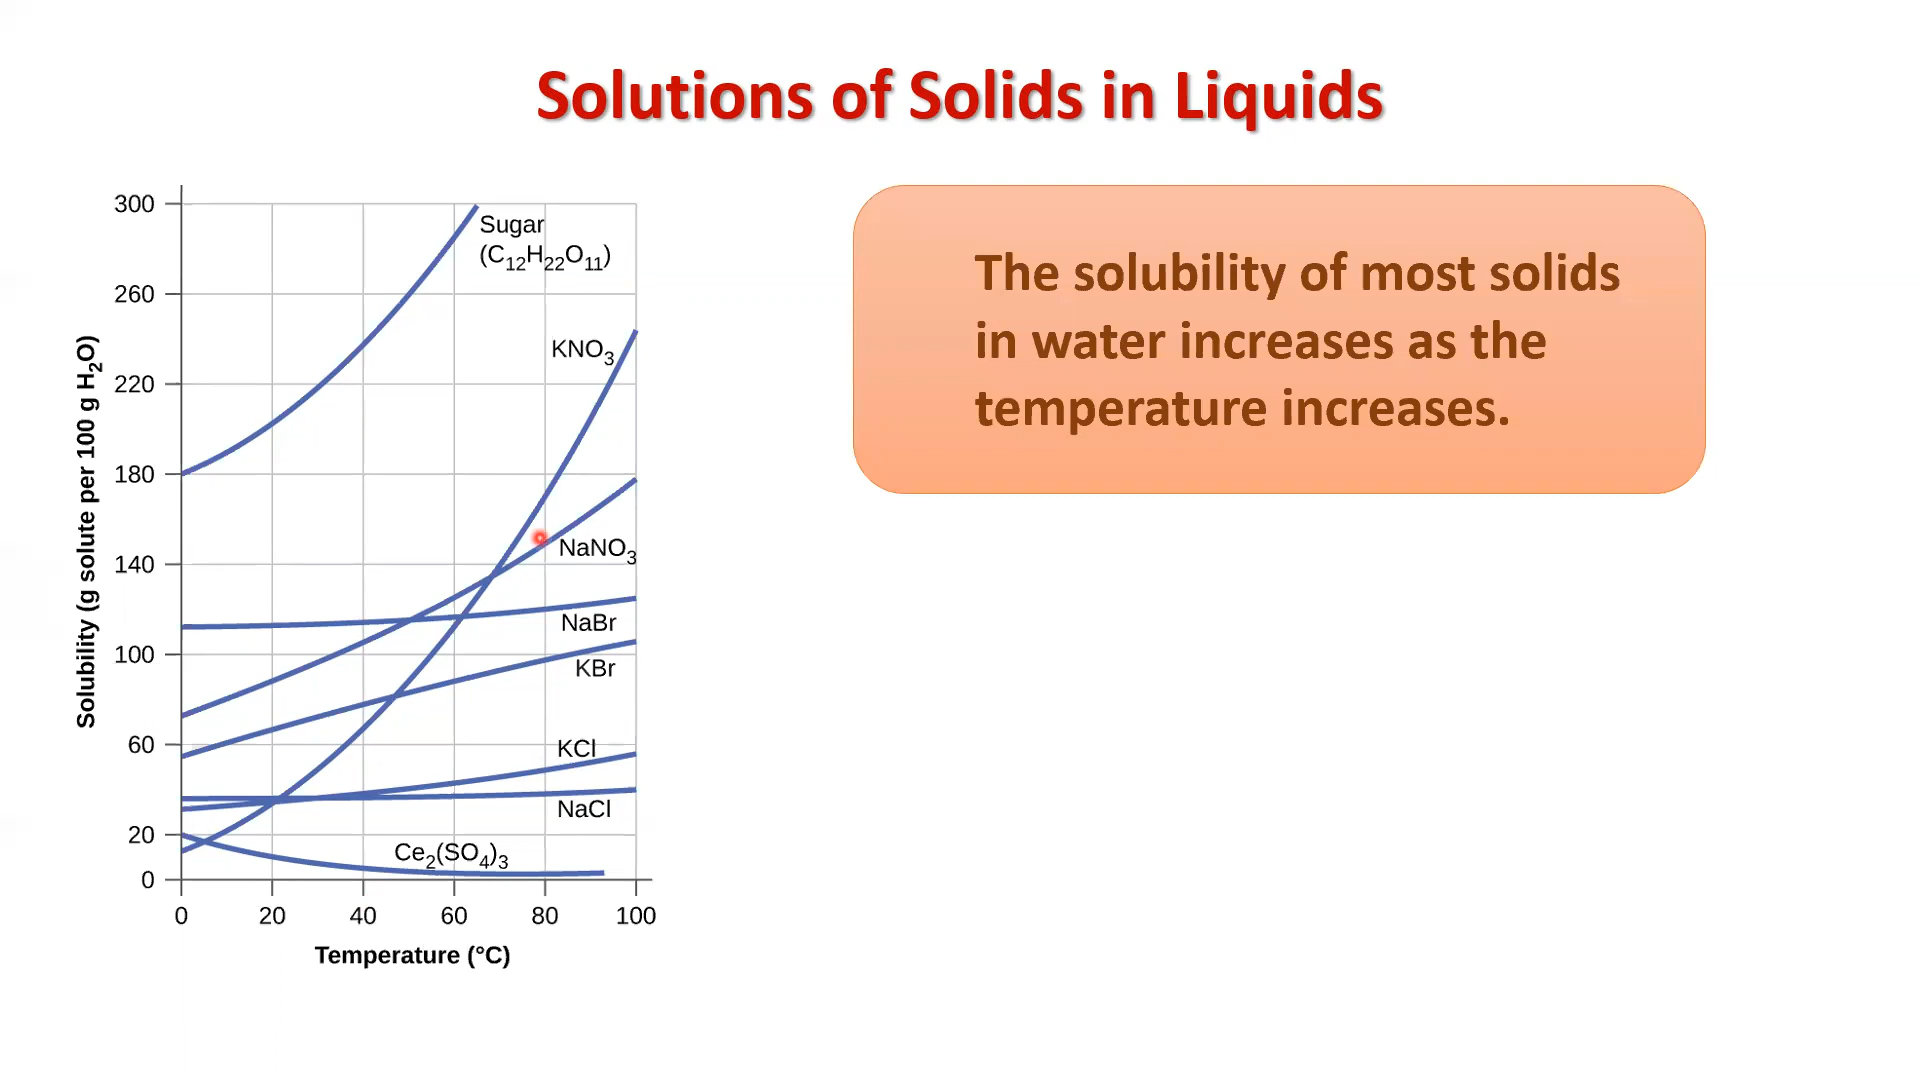 Solutions of Solids in Liquids
300
260
220
180
140
100
60
20
0
Solubility (g solute per 100 g H₂O)
Sugar
(C₁₂H₂₂O₁₁)
KNO₃
NaNO₃
NaBr
KBr
KCl
NaCl
Ce₂(SO₄)₃
0 20 40 60 80 100
Temperature (°C)
The solubility of most solids
in water increases as the
temperature increases.